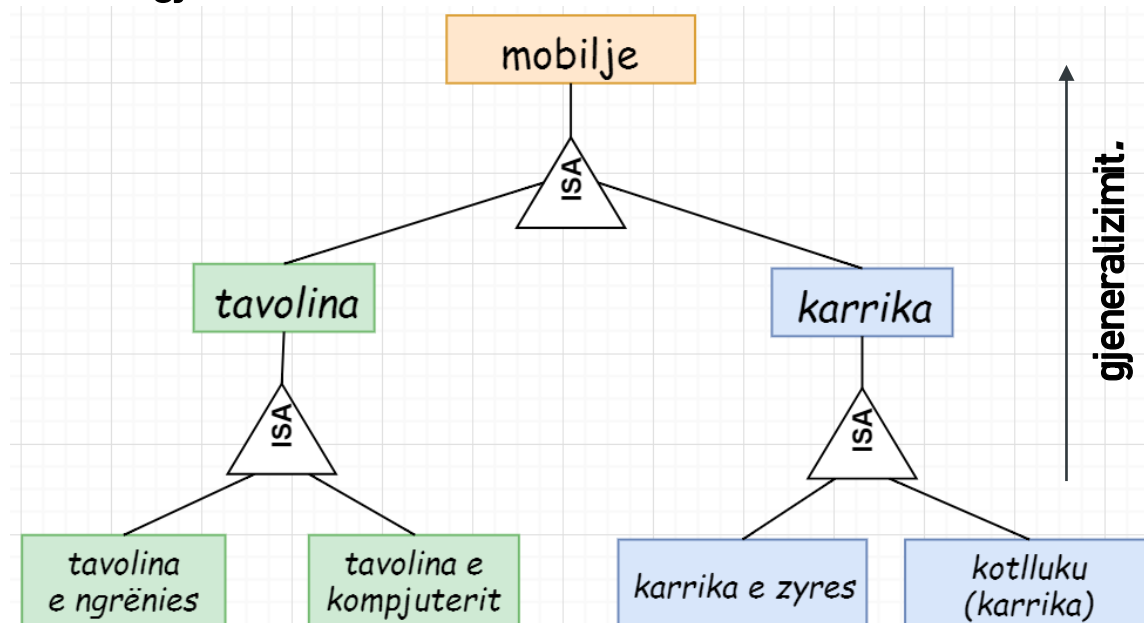 mobilje
ISA
tavolina
karrika
ISA
ISA
tavolina
e ngrënies
tavolina e
kompjuterit
karrika e zyres
kotlluku
(karrika)
gjeneralizimit.